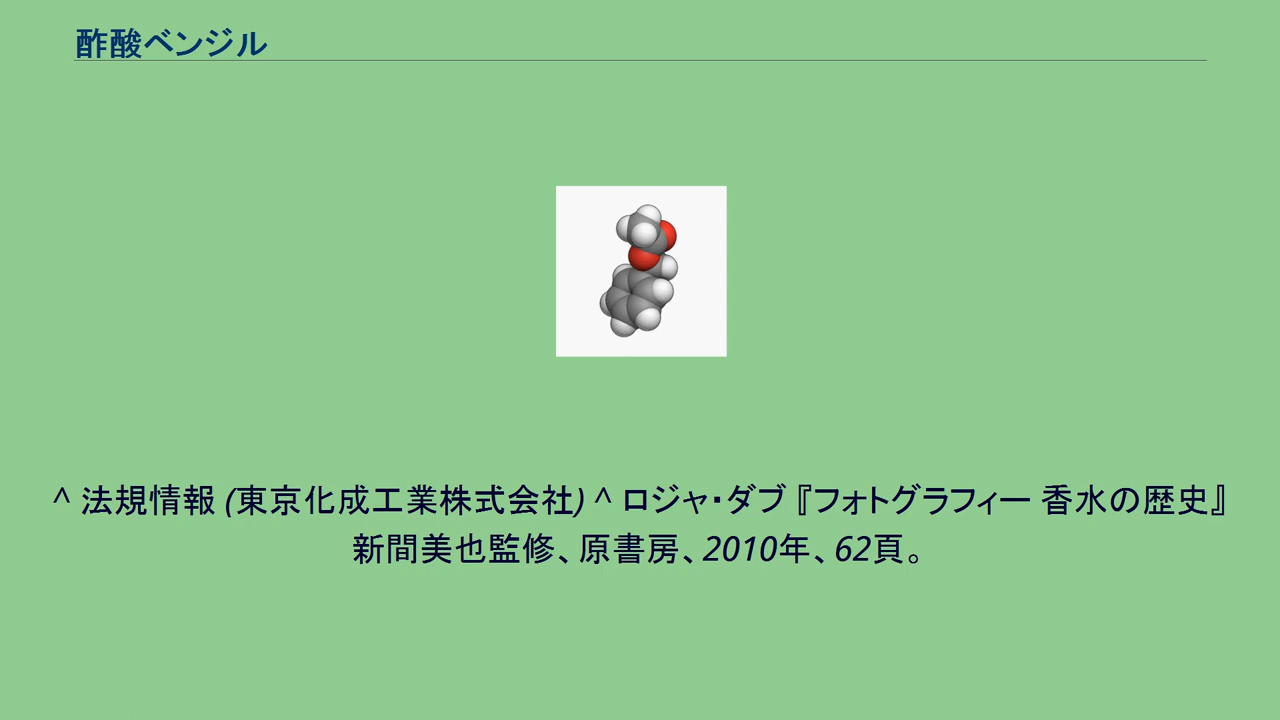 酢酸ベンジル
^ 法規情報 (東京化成工業株式会社) ^ ロジャ・ダブ『フォトグラフィー 香水の歴史』
新間美也監修、原書房、2010年、62頁。